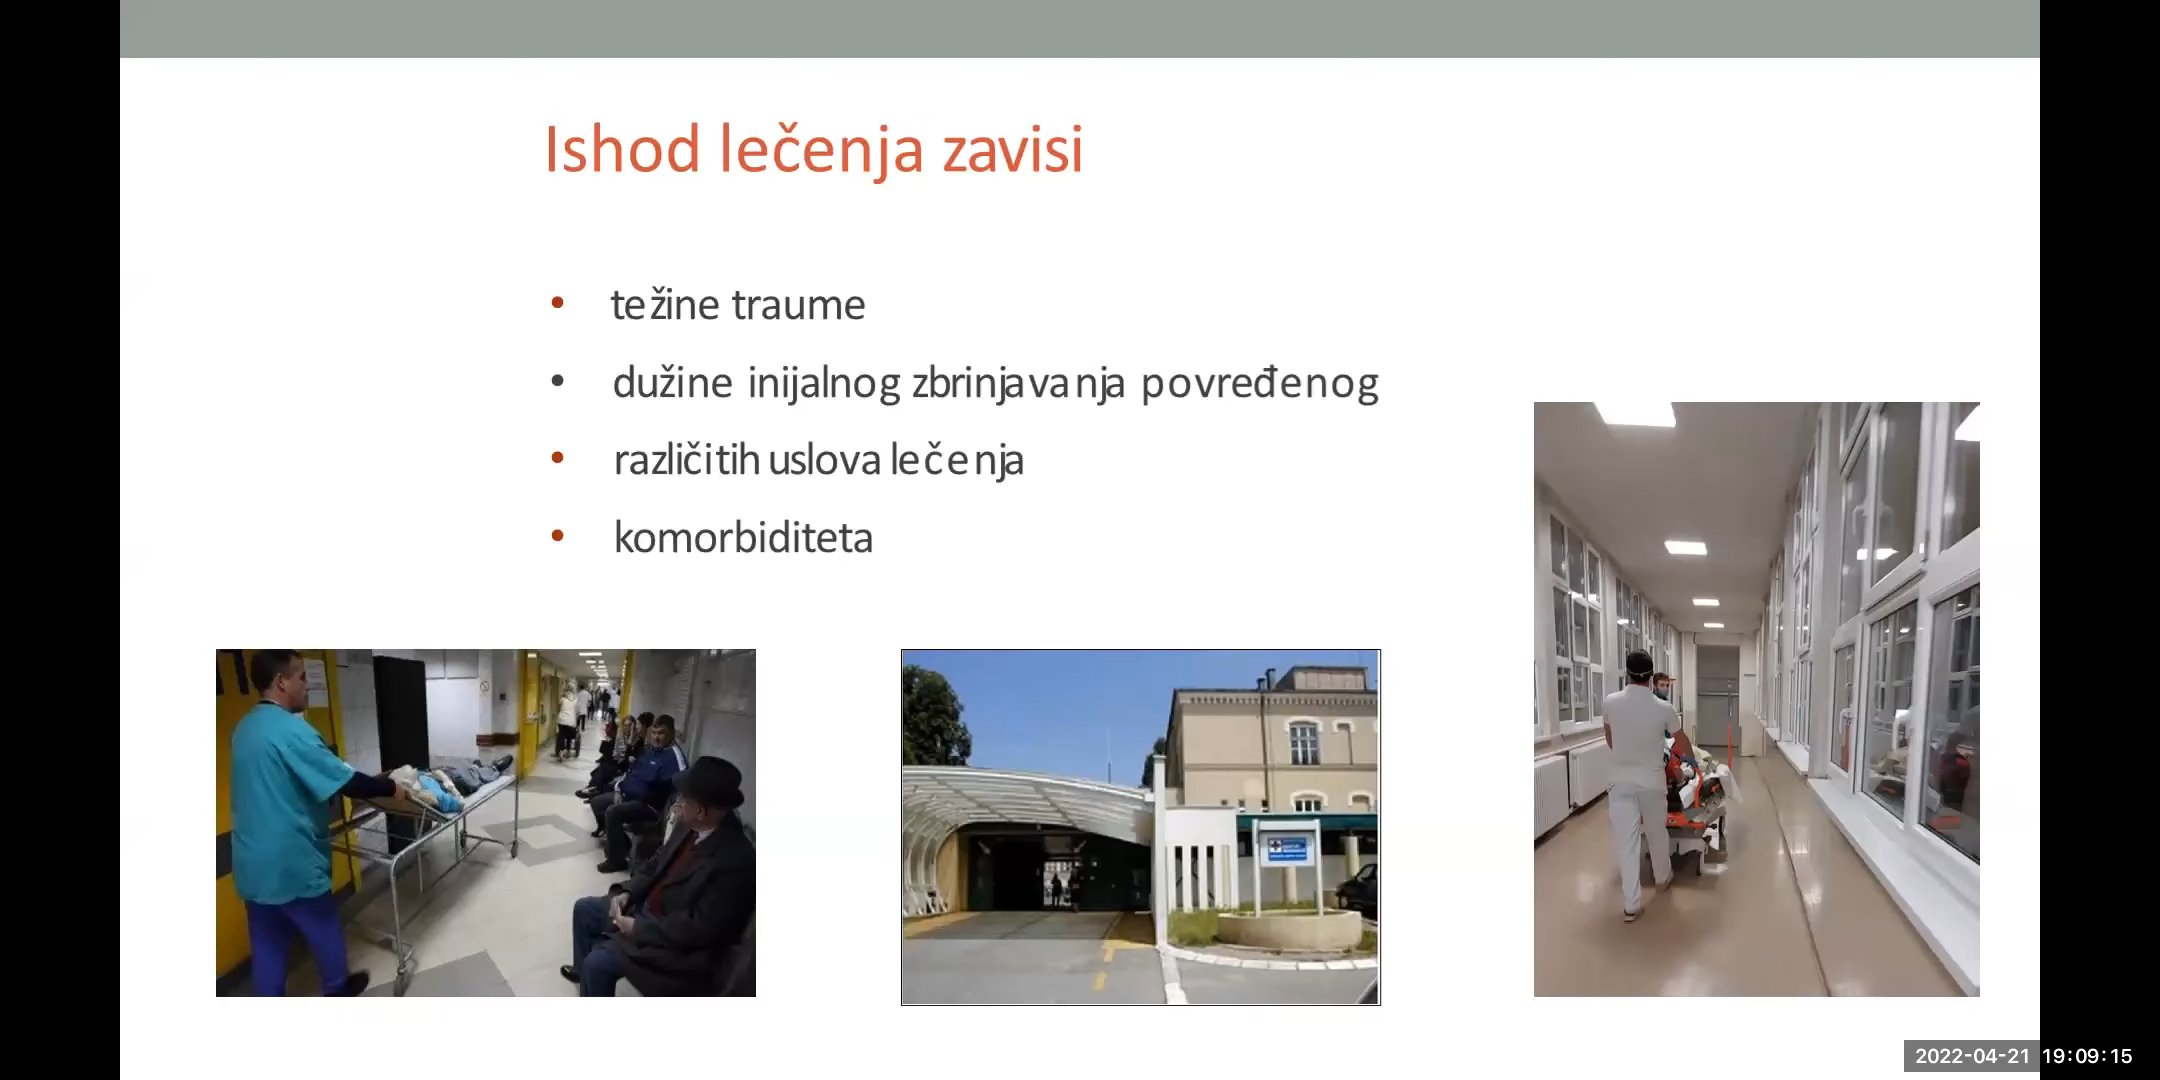 Ishod lečenja zavisi
• težine traume
• dužine inijalnog zbrinjavanja povređenog
• različitih uslova lečenja
• komorbiditeta
2022-04-21 19:09:15